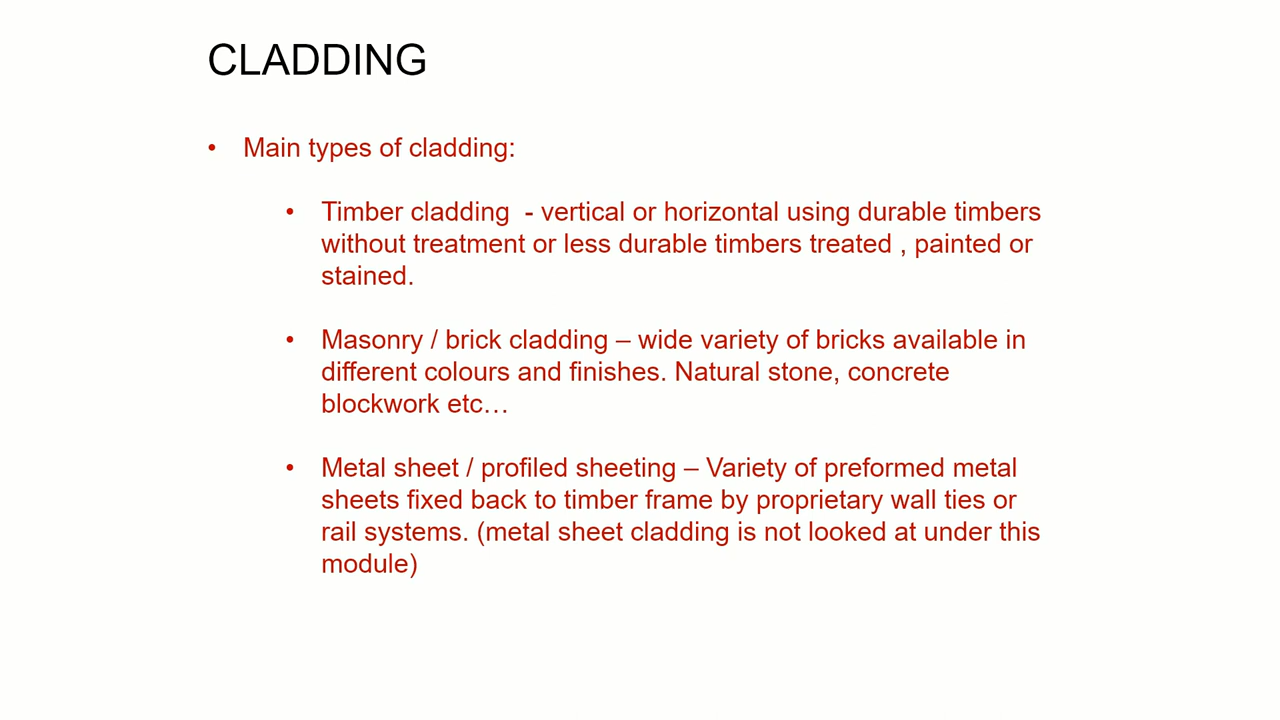 CLADDING
• Main types of cladding:
• Timber cladding  - vertical or horizontal using durable timbers
without treatment or less durable timbers treated , painted or
stained.
• Masonry / brick cladding – wide variety of bricks available in
different colours and finishes. Natural stone, concrete
blockwork etc…
• Metal sheet / profiled sheeting – Variety of preformed metal
sheets fixed back to timber frame by proprietary wall ties or
rail systems. (metal sheet cladding is not looked at under this
module)